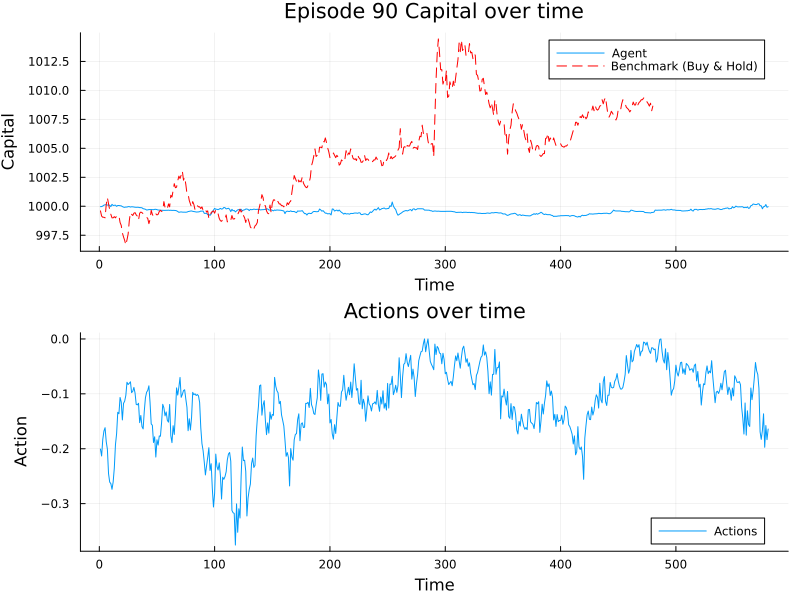 Episode 90 Capital over time
Capital
1012.5
1010.0
1007.5
1005.0
1002.5
1000.0
997.5
Agent
Benchmark (Buy & Hold)
0 100 200 300 400 500
Time
Actions over time
Action
0.0
−0.1
−0.2
−0.3
Actions
0 100 200 300 400 500
Time